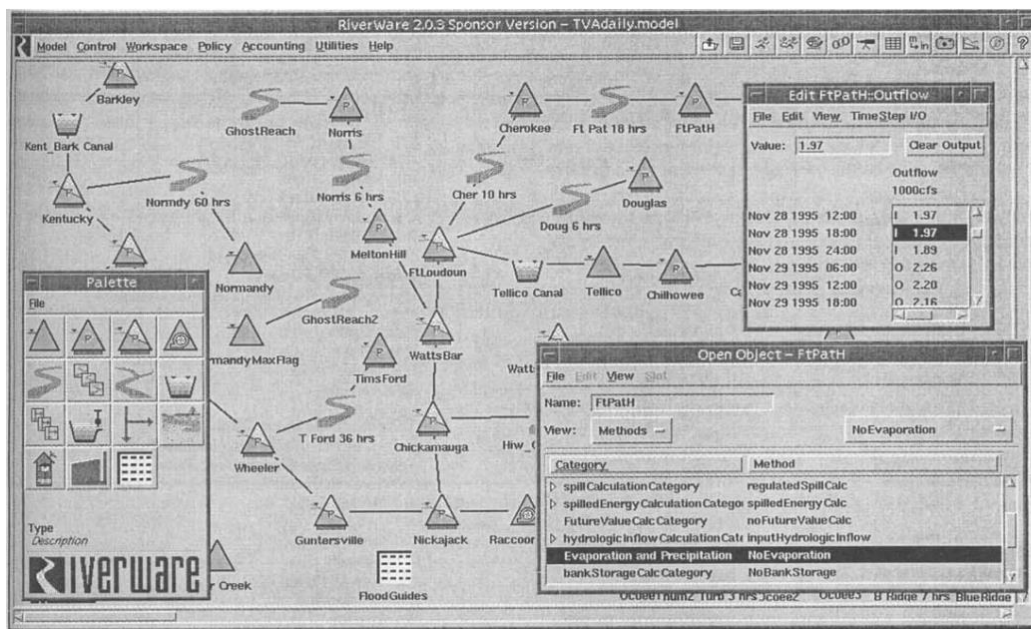 RiverWare 2.0.3 Sponsor Version – TVAdaily.model
Model Control Workspace Policy Accounting Utilities Help
Barkley
Kent_Bark Canal
Kentucky
Normdy 60 hrs
GhostReach
Norris
Norris 6 hrs
MeltonHill
Normandy
GhostReach2
TimsFord
T Ford 36 hrs
Wheeler
Guntersville
Nickajack
FloodGuides
Cherokee
Ft Pat 18 hrs
FtPatH
Cher 10 hrs
Douglas
Doug 6 hrs
FtLoudoun
Tellico Canal
Tellico
Chilhowee
WattsBar
Chickamauga
Palette
File
Type
Description
RIVERWARE
Edit FtPatH::Outflow
File Edit View TimeStep I/O
Value: 1.97 Clear Output
Outflow
1000cfs
Nov 28 1995 12:00 I 1.97
Nov 28 1995 18:00 I 1.97
Nov 28 1995 24:00 I 1.89
Nov 29 1995 06:00 O 2.26
Nov 29 1995 12:00 O 2.20
Nov 29 1995 18:00 O 2.16
Open Object – FtPatH
File Edit View Slot
Name: FtPatH
View: Methods NoEvaporation
Category Method
spillCalculationCategory regulatedSpillCalc
spilledEnergyCalculationCatego spilledEnergyCalc
FutureValueCalcCategory noFutureValueCalc
hydrologicInflowCalculationCate inputHydrologicInflow
Evaporation and Precipitation NoEvaporation
bankStorageCalcCategory NoBankStorage
Ocoee3 B Ridge 7 hrs BlueRidge